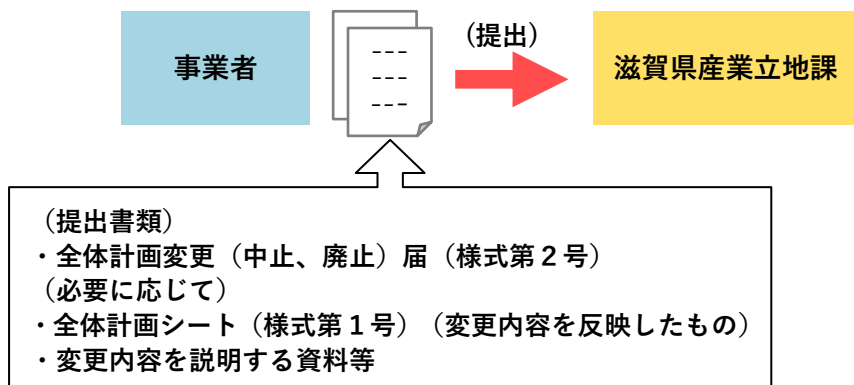 事業者
(提出)
滋賀県産業立地課
（提出書類）
・全体計画変更（中止、廃止）届（様式第２号）
（必要に応じて）
・全体計画シート（様式第１号）（変更内容を反映したもの）
・変更内容を説明する資料等